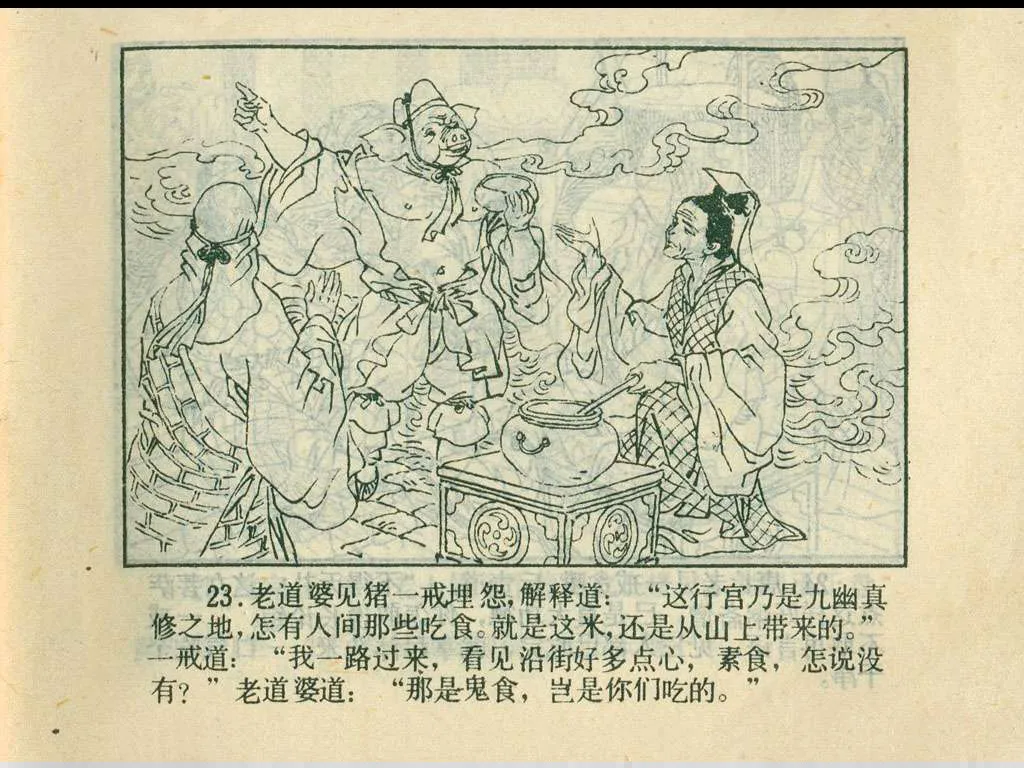 23.老道婆见猪一戒埋怨，解释道：“这行宫乃是九幽真
修之地，怎有人间那些吃食。就是这米，还是从山上带来的。”
一戒道：“我一路过来，看见沿街好多点心，素食，怎说没
有？”老道婆道：“那是鬼食，岂是你们吃的。”